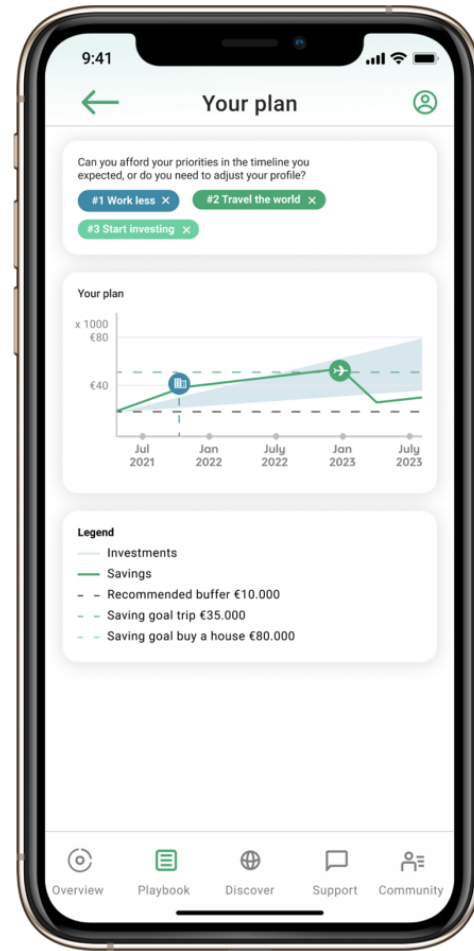 9:41
Your plan
Can you afford your priorities in the timeline you
expected, or do you need to adjust your profile?
#1 Work less ×
#2 Travel the world ×
#3 Start investing ×
Your plan
x 1000
€80
€40
Jul
2021
Jan
2022
July
2022
Jan
2023
July
2023
Legend
Investments
Savings
Recommended buffer €10.000
Saving goal trip €35.000
Saving goal buy a house €80.000
Overview
Playbook
Discover
Support
Community